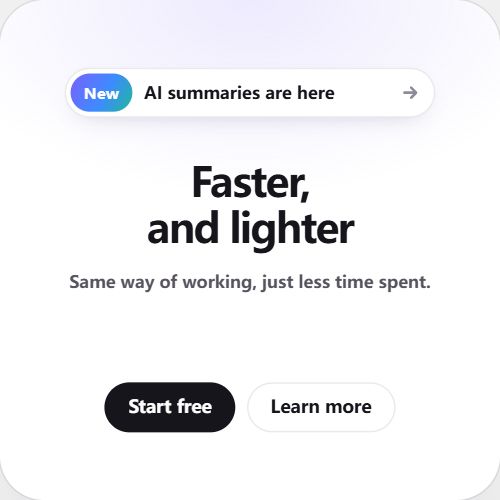 New AI summaries are here
Faster,
and lighter
Same way of working, just less time spent.
Start free Learn more